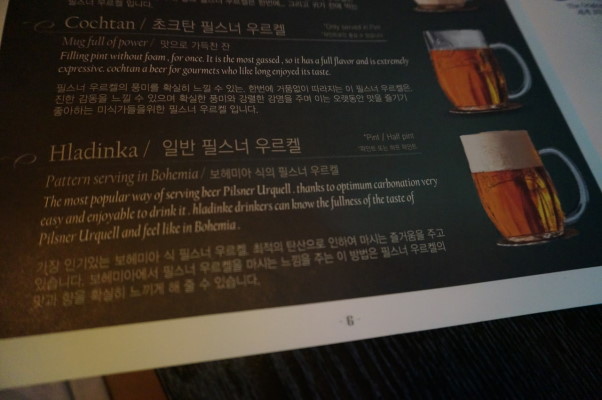 Cochtan / 초크탄 필스너 우르켈
*Only served in Pint
Mug full of power / 맛으로 가득찬 잔
Filling pint without foam, for once. It is the most gassed, so it has a full flavor and is extremely
expressive. cochtan a beer for gourmets who like long enjoyed its taste.
필스너 우르켈의 풍미를 확실히 느낄 수 있는, 한번에 거품없이 따라지는 이 필스너 우르켈은,
진한 감동을 느낄 수 있으며 확실한 풍미와 강렬한 감명을 주며 이는 오랫동안 맛을 즐기기
좋아하는 미식가들을위한 필스너 우르켈 입니다.
Hladinka / 일반 필스너 우르켈
*Pint / Half pint
Pattern serving in Bohemia / 보헤미아 식의 필스너 우르켈
The most popular way of serving beer Pilsner Urquell, thanks to optimum carbonation very
easy and enjoyable to drink it. hladinke drinkers can know the fullness of the taste of
Pilsner Urquell and feel like in Bohemia.
가장 인기있는 보헤미아 식 필스너 우르켈, 최적의 탄산으로 인하여 마시는 즐거움을 주고
있습니다. 보헤미아에서 필스너 우르켈을 마시는 느낌을 주는 이 방법은 필스너 우르켈의
맛과 향을 확실히 느끼게 해 줄 수 있습니다.
- 6 -